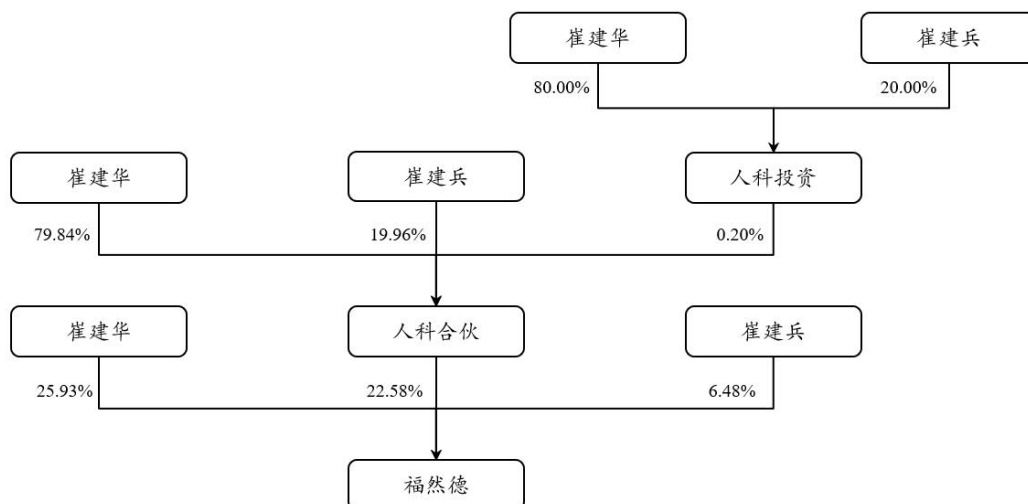 崔建华
崔建兵
80.00%
20.00%
崔建华
崔建兵
人科投资
79.84%
19.96%
0.20%
崔建华
人科合伙
崔建兵
25.93%
22.58%
6.48%
福然德